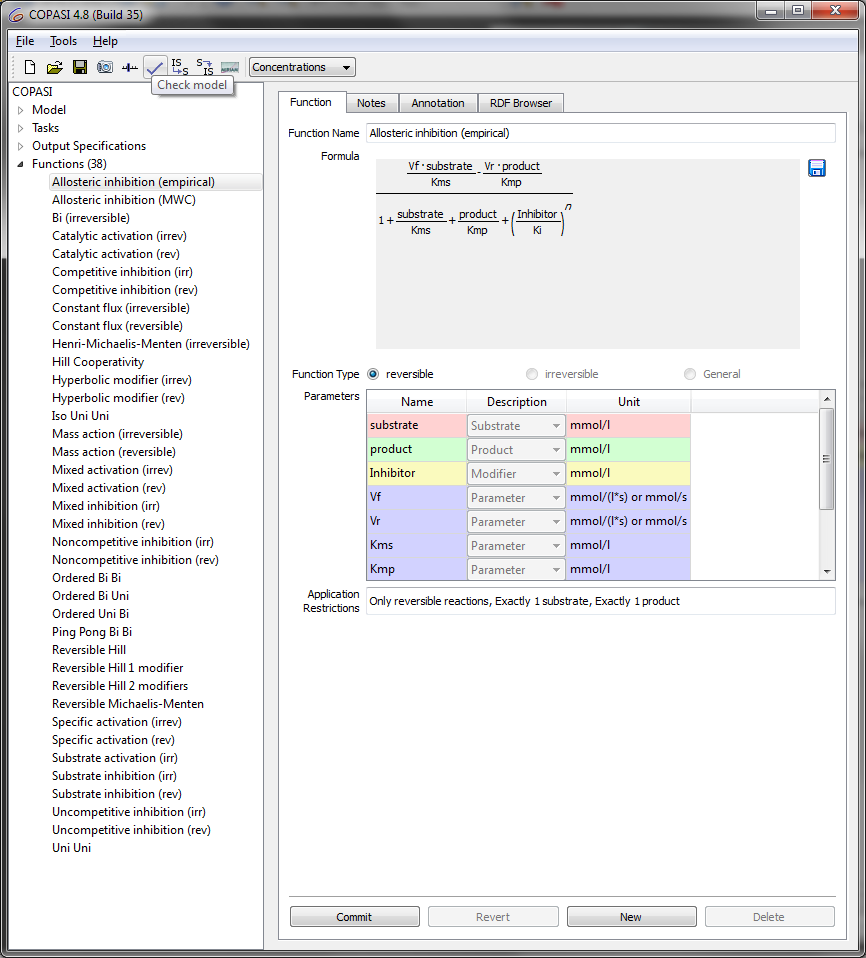 COPASI 4.8 (Build 35)
File Tools Help
IS S S IS Concentrations
Check model
COPASI
Model
Tasks
Output Specifications
Functions (38)
Allosteric inhibition (empirical)
Allosteric inhibition (MWC)
Bi (irreversible)
Catalytic activation (irrev)
Catalytic activation (rev)
Competitive inhibition (irr)
Competitive inhibition (rev)
Constant flux (irreversible)
Constant flux (reversible)
Henri-Michaelis-Menten (irreversible)
Hill Cooperativity
Hyperbolic modifier (irrev)
Hyperbolic modifier (rev)
Iso Uni Uni
Mass action (irreversible)
Mass action (reversible)
Mixed activation (irrev)
Mixed activation (rev)
Mixed inhibition (irr)
Mixed inhibition (rev)
Noncompetitive inhibition (irr)
Noncompetitive inhibition (rev)
Ordered Bi Bi
Ordered Bi Uni
Ordered Uni Bi
Ping Pong Bi Bi
Reversible Hill
Reversible Hill 1 modifier
Reversible Hill 2 modifiers
Reversible Michaelis-Menten
Specific activation (irrev)
Specific activation (rev)
Substrate activation (irr)
Substrate inhibition (irr)
Substrate inhibition (rev)
Uncompetitive inhibition (irr)
Uncompetitive inhibition (rev)
Uni Uni
Function Notes Annotation RDF Browser
Function Name Allosteric inhibition (empirical)
Formula
Vf·substrate - Vr·product
Kms Kmp
1 + substrate + product + (Inhibitor)n
Kms Kmp Ki
Function Type reversible irreversible General
Parameters
Name Description Unit
substrate Substrate mmol/l
product Product mmol/l
Inhibitor Modifier mmol/l
Vf Parameter mmol/(l*s) or mmol/s
Vr Parameter mmol/(l*s) or mmol/s
Kms Parameter mmol/l
Kmp Parameter mmol/l
Application Restrictions Only reversible reactions, Exactly 1 substrate, Exactly 1 product
Commit Revert New Delete